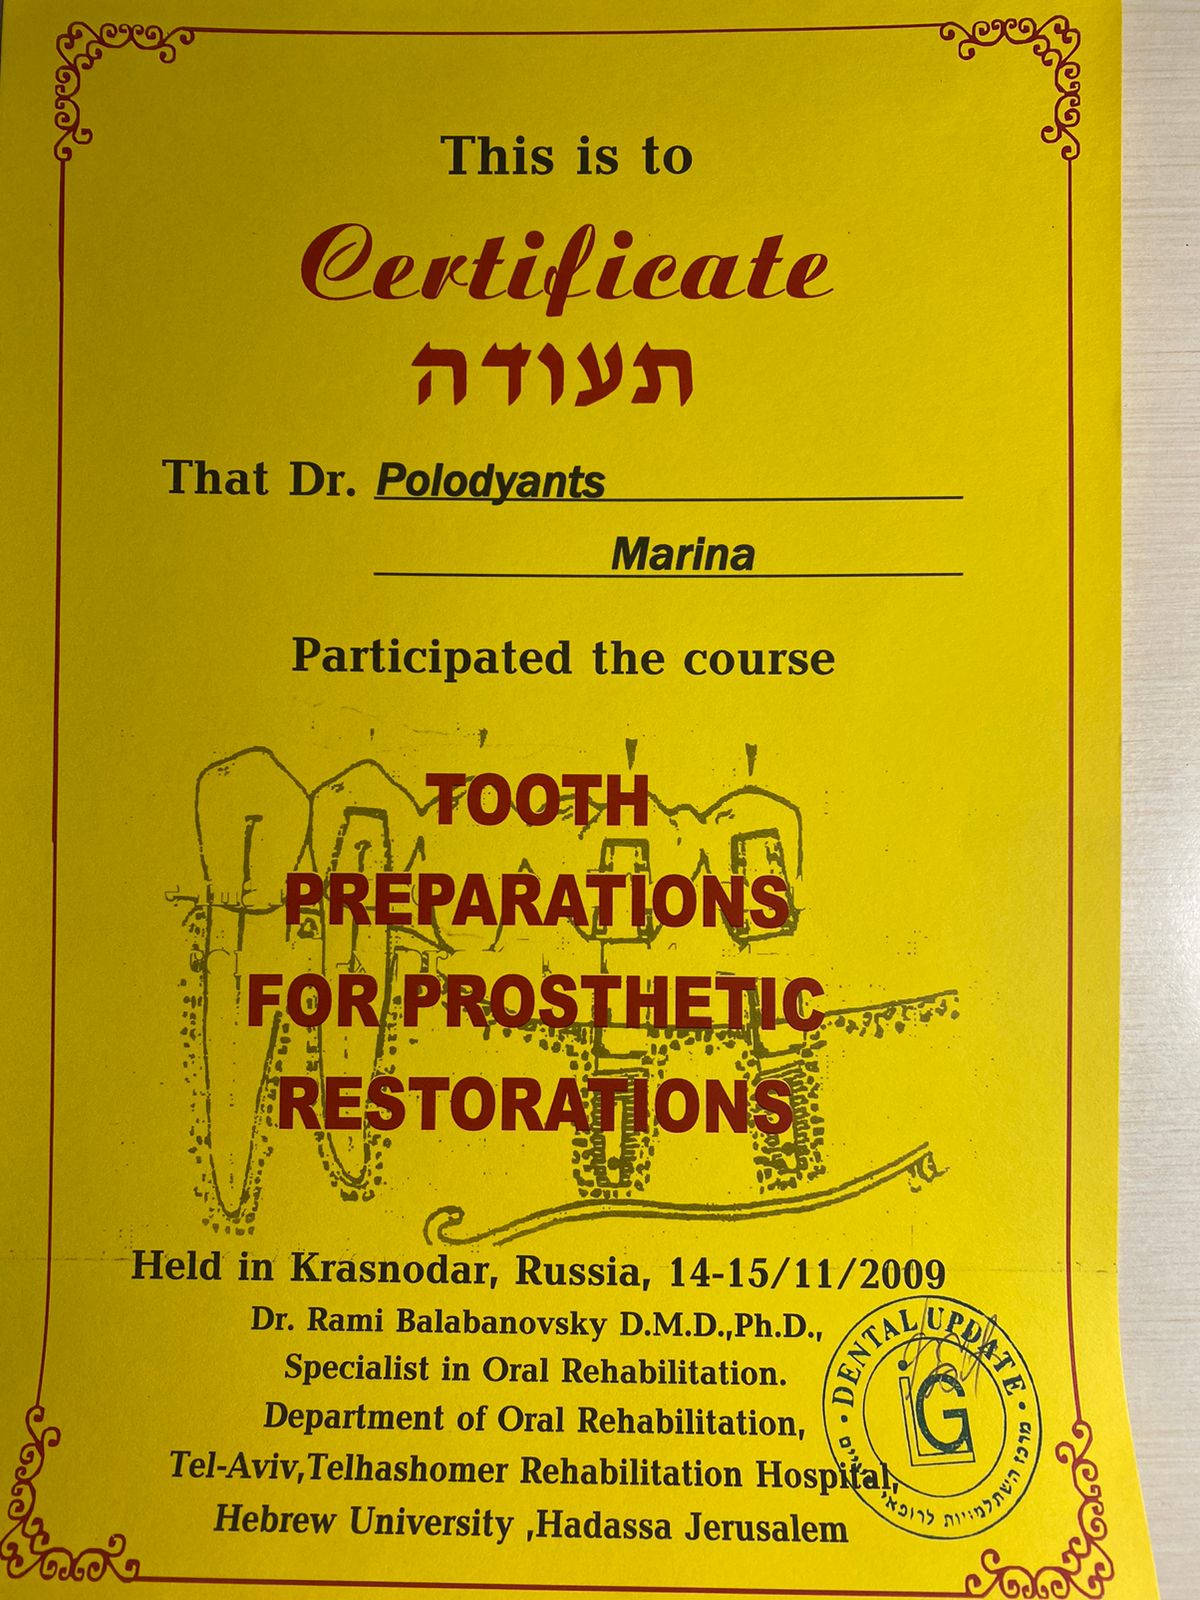 This is to
Certificate
תעודה
That Dr. Polodyants
Marina
Participated the course
TOOTH
PREPARATIONS
FOR PROSTHETIC
RESTORATIONS
Held in Krasnodar, Russia, 14-15/11/2009
Dr. Rami Balabanovsky D.M.D.,Ph.D.,
Specialist in Oral Rehabilitation.
Department of Oral Rehabilitation,
Tel-Aviv,Telhashomer Rehabilitation Hospital,
Hebrew University ,Hadassa Jerusalem
DENTAL UPDATE
iG
מרכז השתלמויות לרופאי